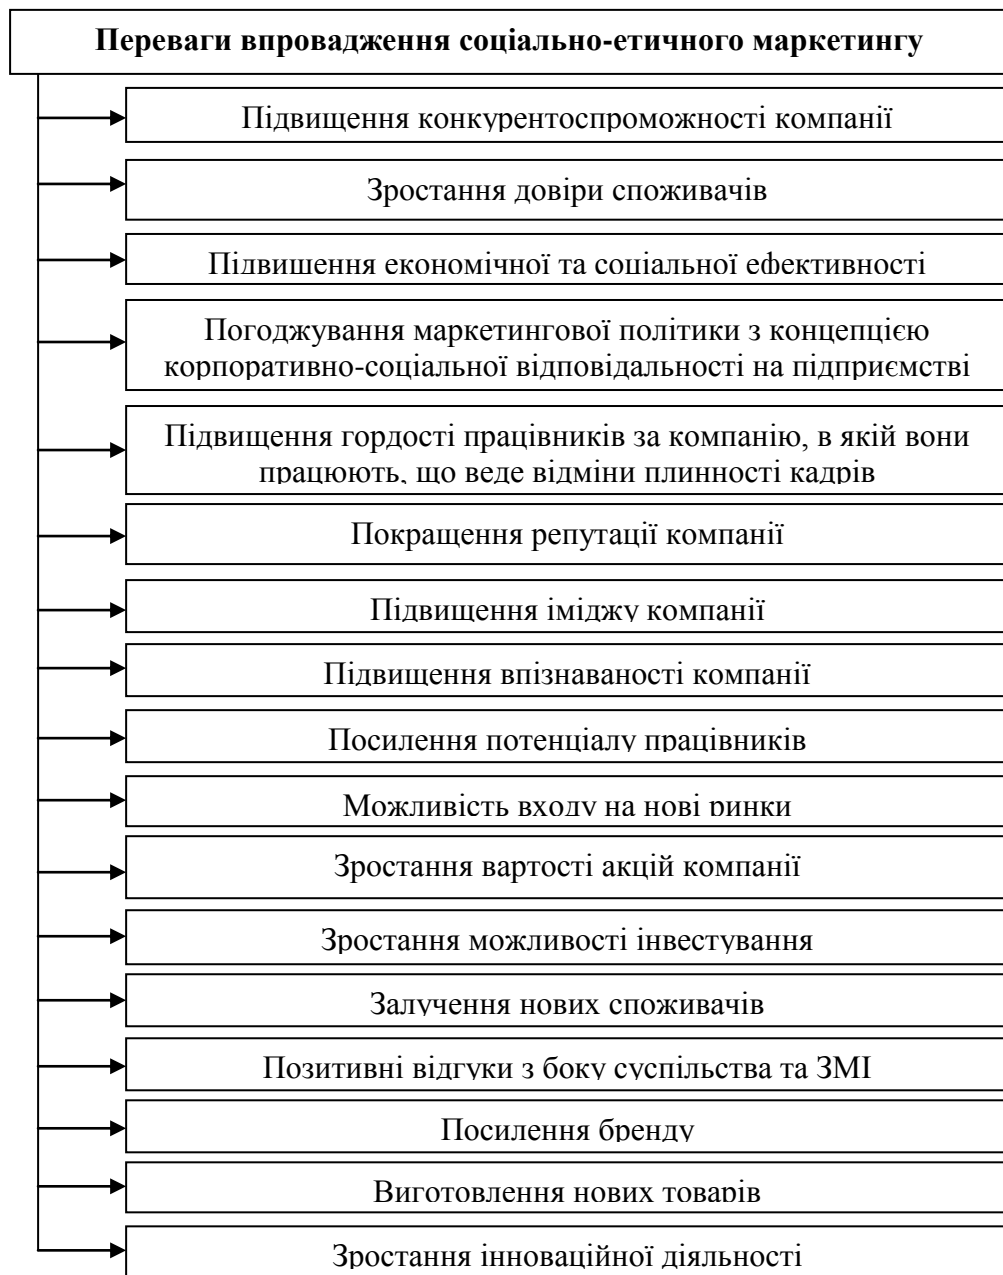 Переваги впровадження соціально-етичного маркетингу
Підвищення конкурентоспроможності компанії
Зростання довіри споживачів
Підвищення економічної та соціальної ефективності
Погоджування маркетингової політики з концепцією
корпоративно-соціальної відповідальності на підприємстві
Підвищення гордості працівників за компанію, в якій вони
працюють, що веде відміни плинності кадрів
Покращення репутації компанії
Підвищення іміджу компанії
Підвищення впізнаваності компанії
Посилення потенціалу працівників
Можливість входу на нові ринки
Зростання вартості акцій компанії
Зростання можливості інвестування
Залучення нових споживачів
Позитивні відгуки з боку суспільства та ЗМІ
Посилення бренду
Виготовлення нових товарів
Зростання інноваційної діяльності